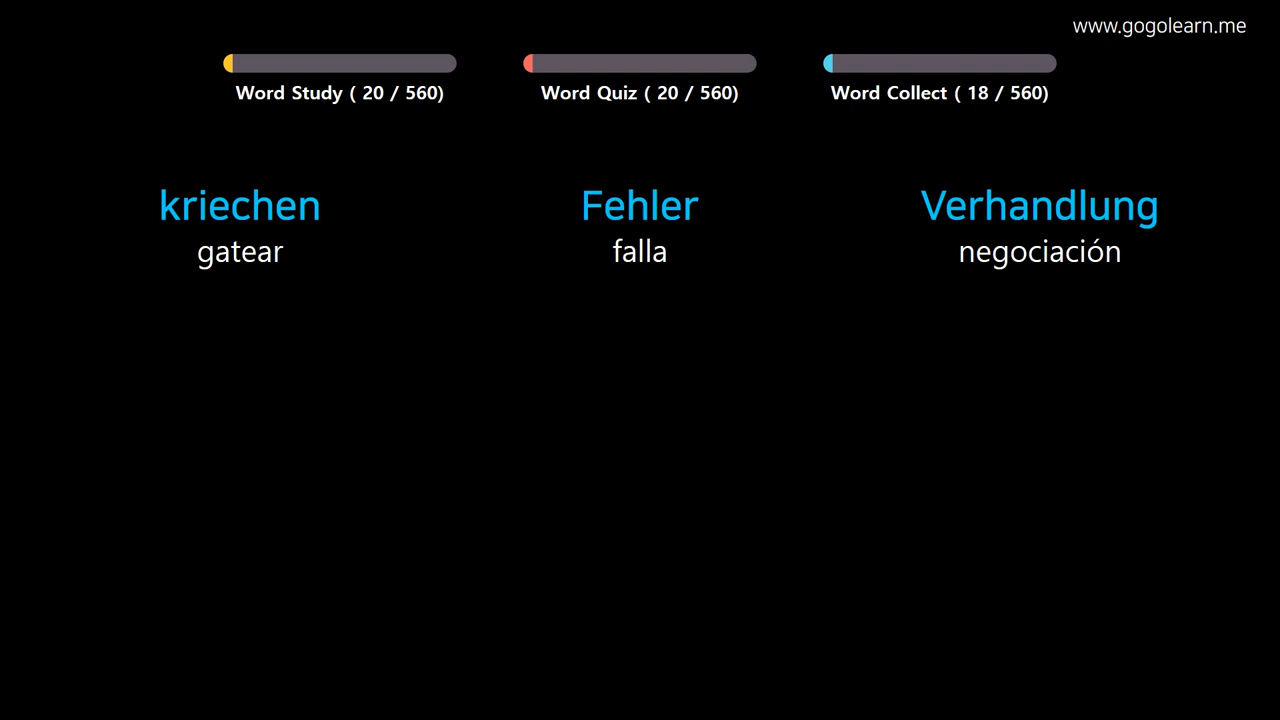 www.gogolearn.me
Word Study ( 20 / 560)
Word Quiz ( 20 / 560)
Word Collect ( 18 / 560)
kriechen
gatear
Fehler
falla
Verhandlung
negociación